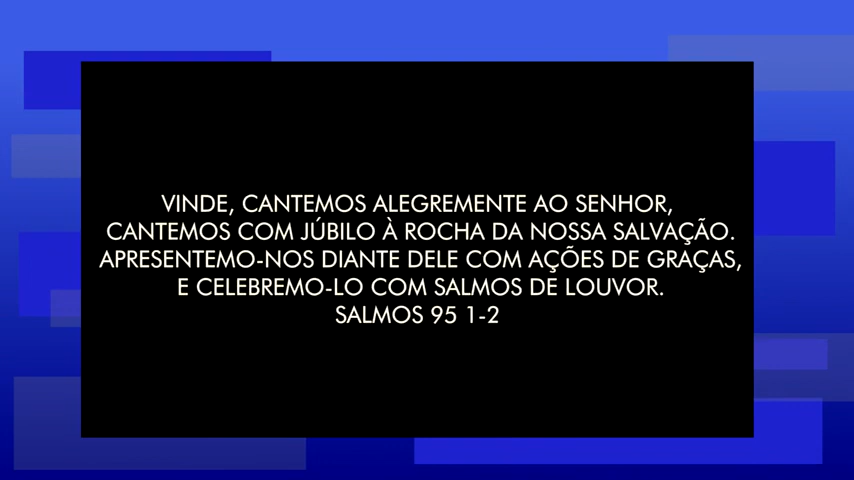 VINDE, CANTEMOS ALEGREMENTE AO SENHOR,
CANTEMOS COM JÚBILO À ROCHA DA NOSSA SALVAÇÃO.
APRESENTEMO-NOS DIANTE DELE COM AÇÕES DE GRAÇAS,
E CELEBREMO-LO COM SALMOS DE LOUVOR.
SALMOS 95 1-2